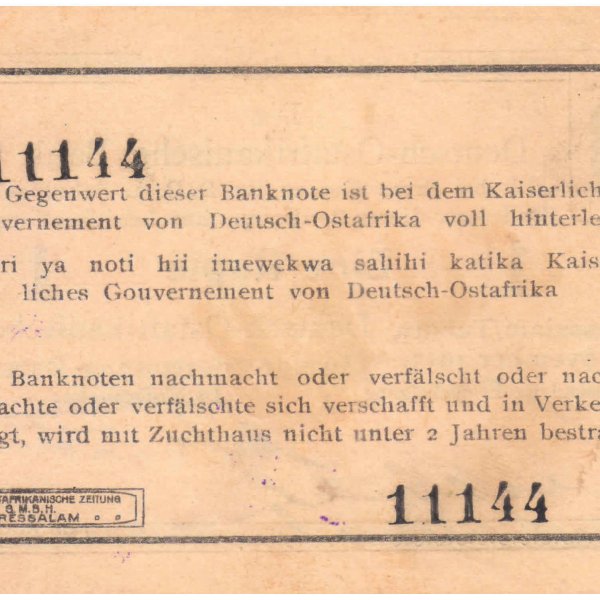 11144
Gegenwert dieser Banknote ist bei dem Kaiserlich
vernement von Deutsch-Ostafrika voll hinterle
ri ya noti hii imewekwa sahihi katika Kais
liches Gouvernement von Deutsch-Ostafrika
Banknoten nachmacht oder verfälscht oder nac
achte oder verfälschte sich verschafft und in Verke
gt, wird mit Zuchthaus nicht unter 2 Jahren bestra
TAFRIKANISCHE ZEITUNG
G.M.B.H.
RESSALAM
11144